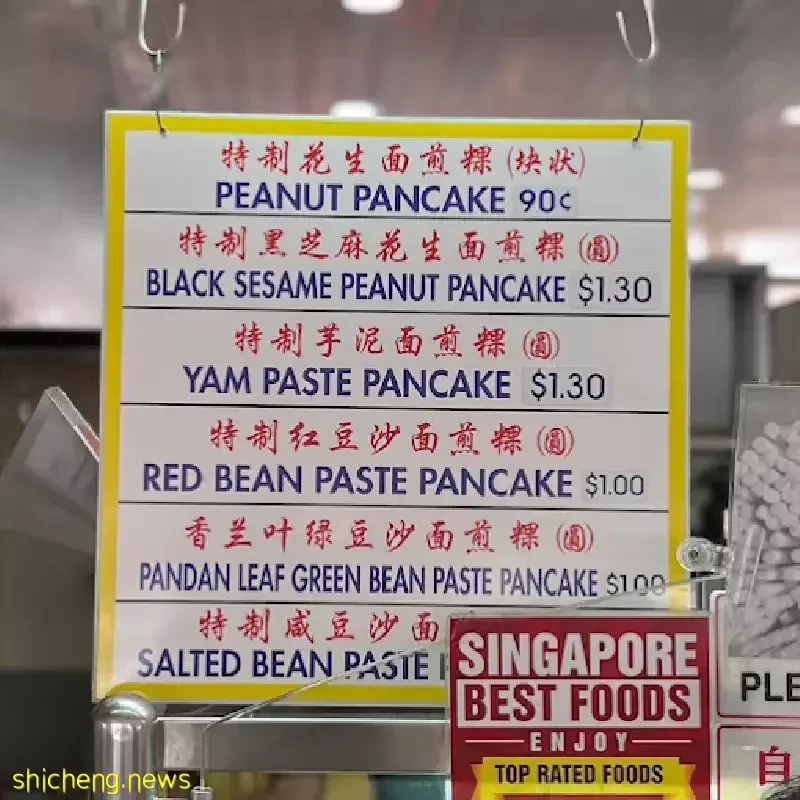 特制花生面煎粿(块状)
PEANUT PANCAKE 90¢
特制黑芝麻花生面煎粿(圆)
BLACK SESAME PEANUT PANCAKE $1.30
特制芋泥面煎粿(圆)
YAM PASTE PANCAKE $1.30
特制红豆沙面煎粿(圆)
RED BEAN PASTE PANCAKE $1.00
香兰叶绿豆沙面煎粿(圆)
PANDAN LEAF GREEN BEAN PASTE PANCAKE $1.00
特制咸豆沙面
SALTED BEAN PASTE
SINGAPORE
BEST FOODS
ENJOY
TOP RATED FOODS
PLE
自
shicheng.news